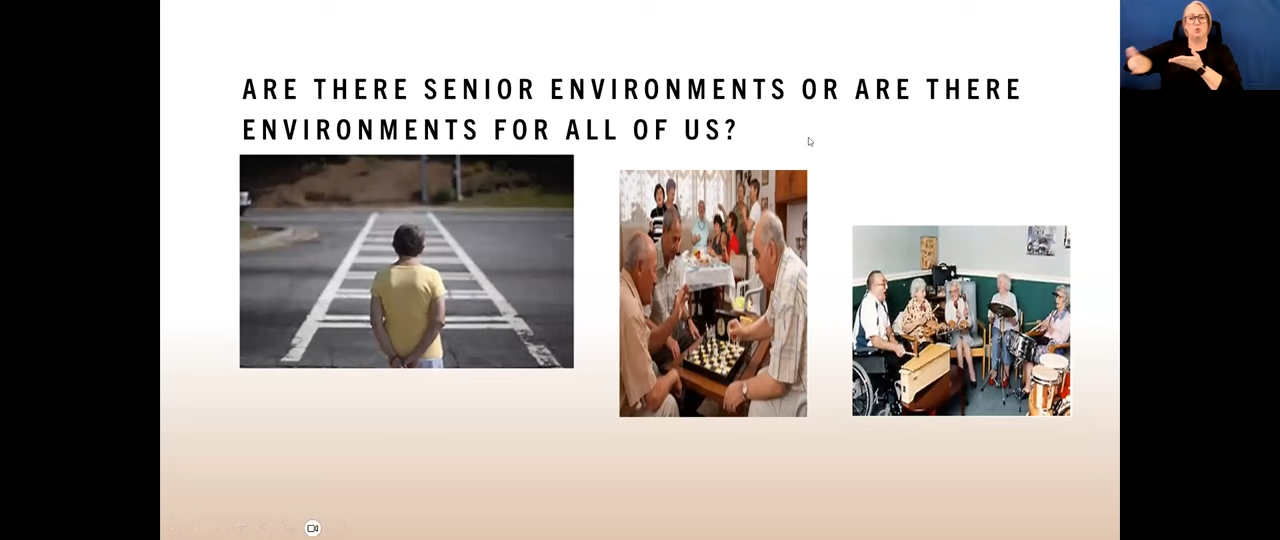 ARE THERE SENIOR ENVIRONMENTS OR ARE THERE
ENVIRONMENTS FOR ALL OF US?